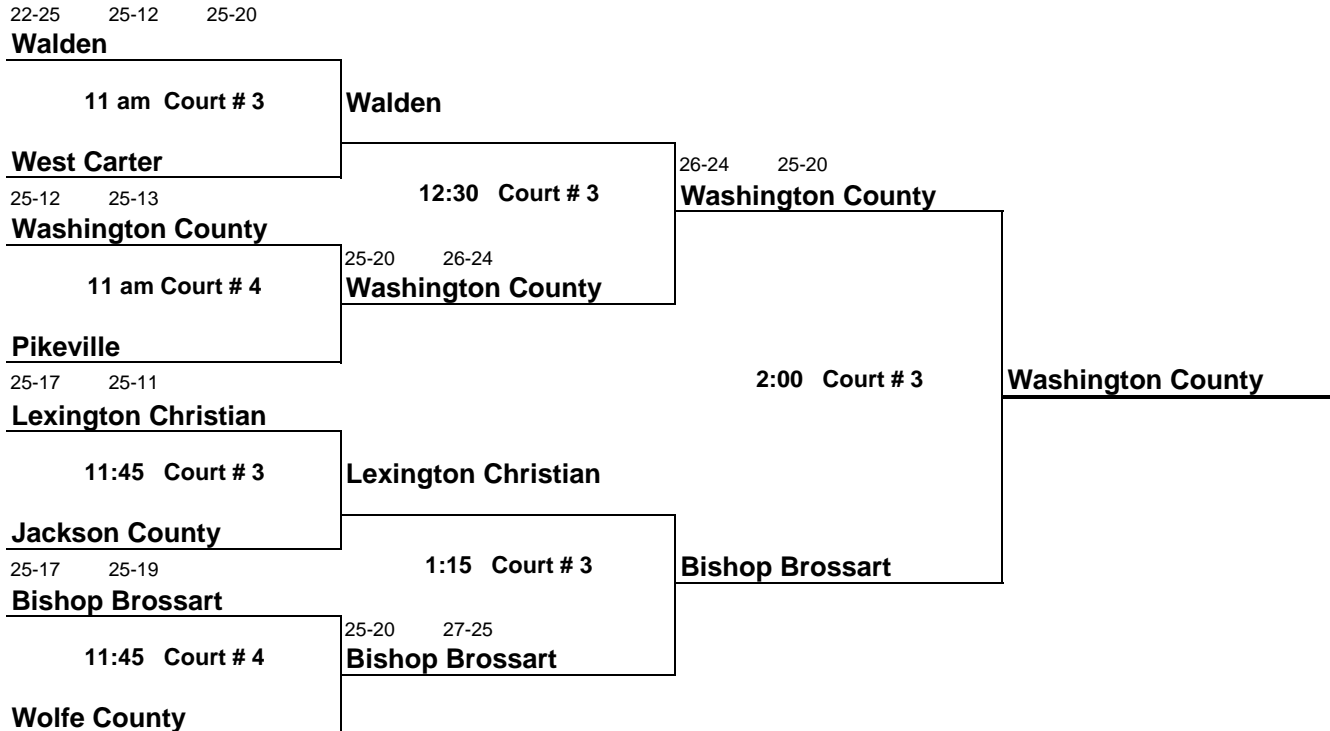 22-25 25-12 25-20
Walden
11 am Court # 3
Walden
West Carter
26-24 25-20
25-12 25-13
12:30 Court # 3
Washington County
Washington County
25-20 26-24
11 am Court # 4
Washington County
Pikeville
25-17 25-11
2:00 Court # 3
Washington County
Lexington Christian
11:45 Court # 3
Lexington Christian
Jackson County
25-17 25-19
1:15 Court # 3
Bishop Brossart
Bishop Brossart
25-20 27-25
11:45 Court # 4
Bishop Brossart
Wolfe County